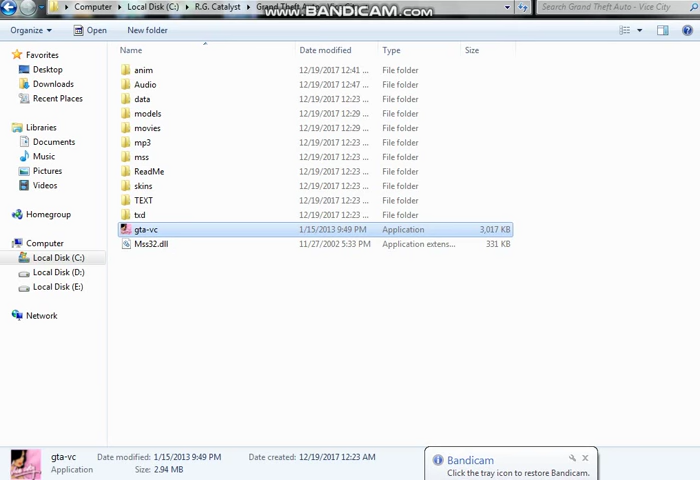 Computer Local Disk (C:) R.G. Catalyst Grand Theft
www.BANDICAM.com
Search Grand Theft Auto - Vice City
Organize Open New folder
Favorites
Desktop
Downloads
Recent Places
Libraries
Documents
Music
Pictures
Videos
Homegroup
Computer
Local Disk (C:)
Local Disk (D:)
Local Disk (E:)
Network
Name Date modified Type Size
anim 12/19/2017 12:41 ... File folder
Audio 12/19/2017 12:47 ... File folder
data 12/19/2017 12:23 ... File folder
models 12/19/2017 12:29 ... File folder
movies 12/19/2017 12:29 ... File folder
mp3 12/19/2017 12:23 ... File folder
mss 12/19/2017 12:23 ... File folder
ReadMe 12/19/2017 12:23 ... File folder
skins 12/19/2017 12:23 ... File folder
TEXT 12/19/2017 12:23 ... File folder
txd 12/19/2017 12:23 ... File folder
gta-vc 1/15/2013 9:49 PM Application 3,017 KB
Mss32.dll 11/27/2002 5:33 PM Application extens... 331 KB
gta-vc Date modified: 1/15/2013 9:49 PM Date created: 12/19/2017 12:23 AM
Application Size: 2.94 MB
Bandicam
Click the tray icon to restore Bandicam.